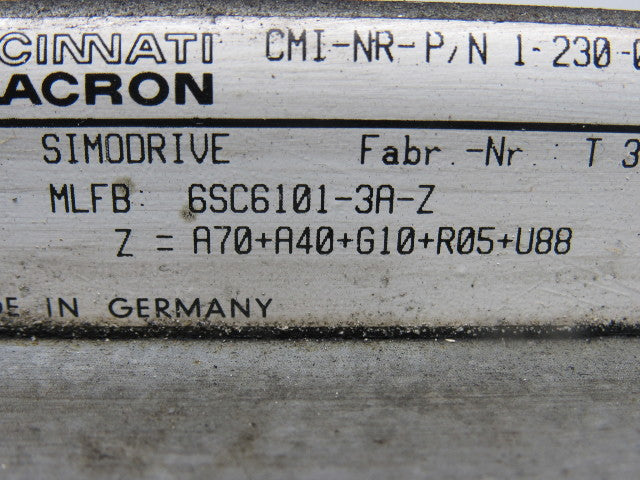 CINNATI CMI-NR-P/N 1-230-0
ACRON
SIMODRIVE Fabr.-Nr T 3
MLFB: 6SC6101-3A-Z
Z = A70+A40+G10+R05+U88
DE IN GERMANY